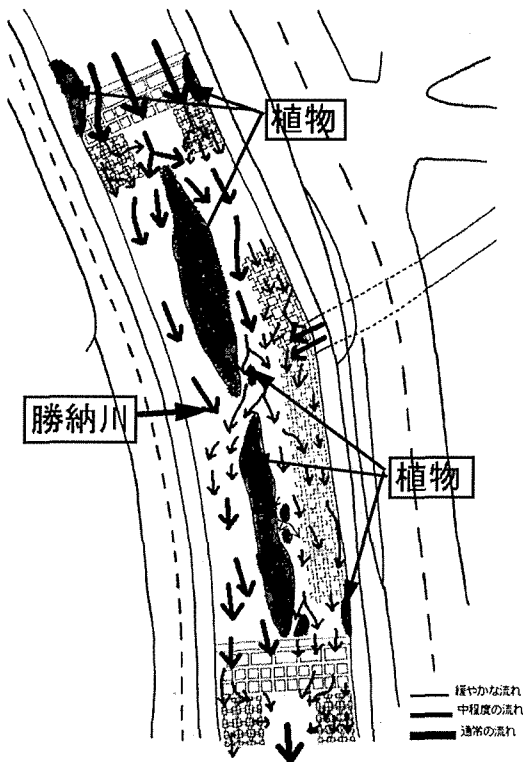 植物
勝納川
植物
緩やかな流れ
中程度の流れ
通常の流れ